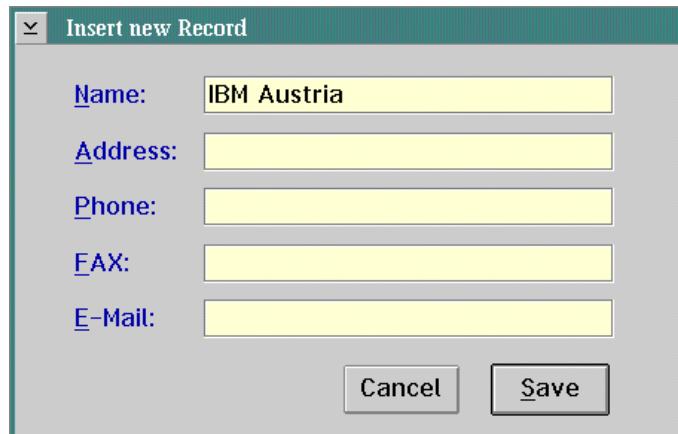 Insert new Record
Name: IBM Austria
Address:
Phone:
FAX:
E-Mail:
Cancel Save